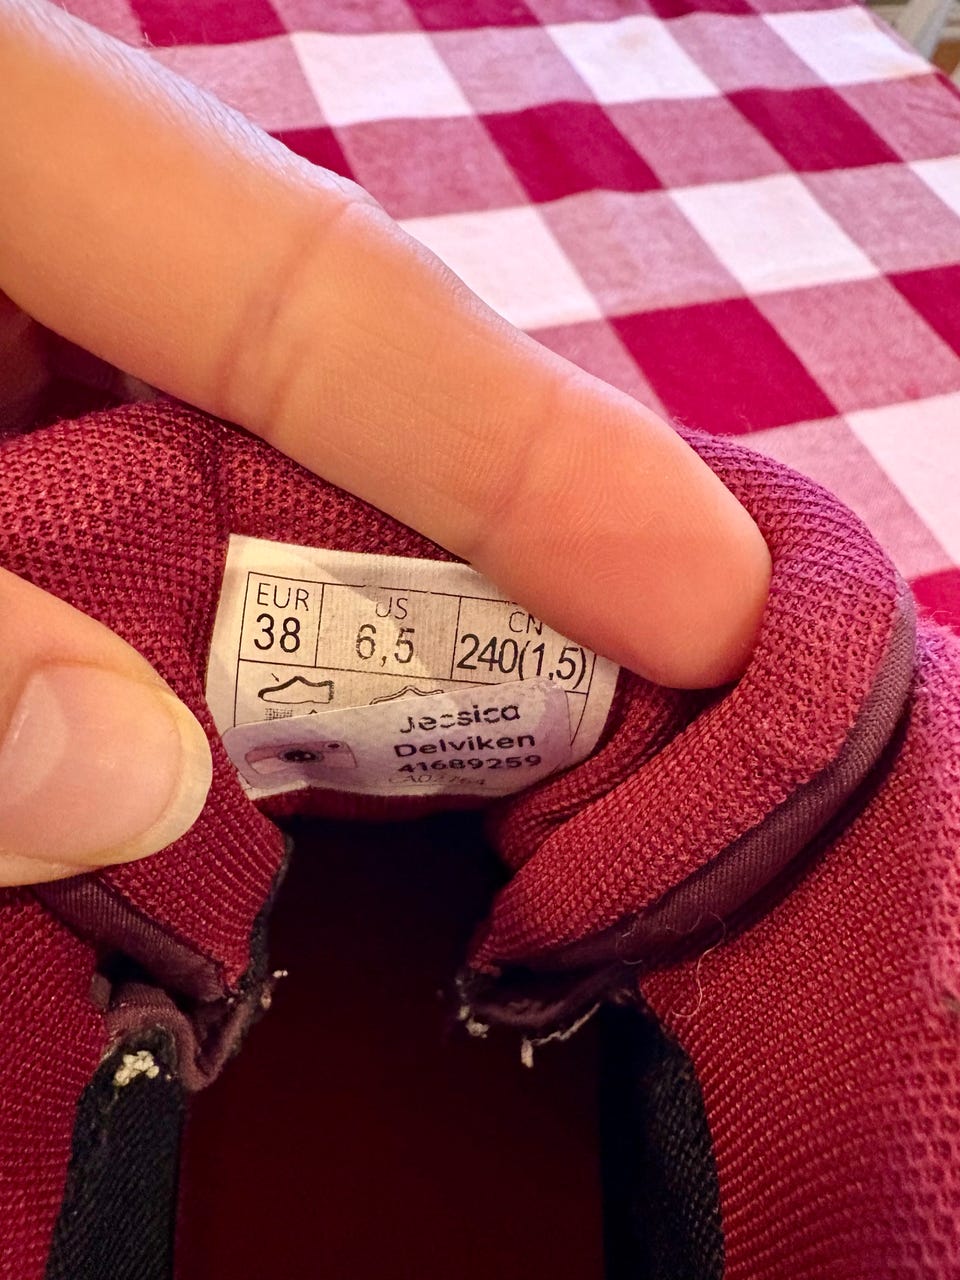 EUR US CN
38 6,5 240(1,5)
Jessica
Delviken
41689259